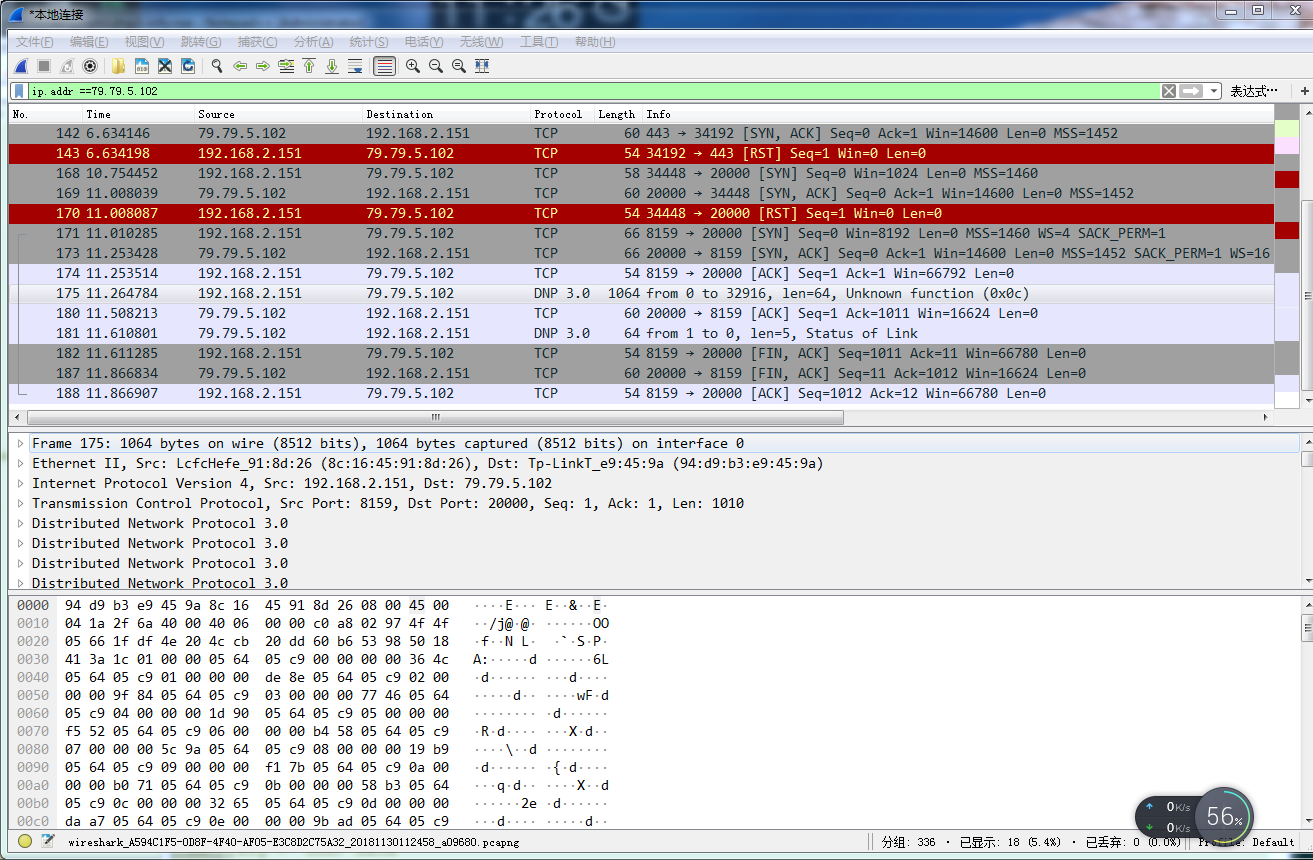 *本地连接
文件(F) 编辑(E) 视图(V) 跳转(G) 捕获(C) 分析(A) 统计(S) 电话(Y) 无线(W) 工具(T) 帮助(H)
ip.addr ==79.79.5.102 表达式… +
No. Time Source Destination Protocol Length Info
142 6.634146 79.79.5.102 192.168.2.151 TCP 60 443 → 34192 [SYN, ACK] Seq=0 Ack=1 Win=14600 Len=0 MSS=1452
143 6.634198 192.168.2.151 79.79.5.102 TCP 54 34192 → 443 [RST] Seq=1 Win=0 Len=0
168 10.754452 192.168.2.151 79.79.5.102 TCP 58 34448 → 20000 [SYN] Seq=0 Win=1024 Len=0 MSS=1460
169 11.008039 79.79.5.102 192.168.2.151 TCP 60 20000 → 34448 [SYN, ACK] Seq=0 Ack=1 Win=14600 Len=0 MSS=1452
170 11.008087 192.168.2.151 79.79.5.102 TCP 54 34448 → 20000 [RST] Seq=1 Win=0 Len=0
171 11.010285 192.168.2.151 79.79.5.102 TCP 66 8159 → 20000 [SYN] Seq=0 Win=8192 Len=0 MSS=1460 WS=4 SACK_PERM=1
173 11.253428 79.79.5.102 192.168.2.151 TCP 66 20000 → 8159 [SYN, ACK] Seq=0 Ack=1 Win=14600 Len=0 MSS=1452 SACK_PERM=1 WS=16
174 11.253514 192.168.2.151 79.79.5.102 TCP 54 8159 → 20000 [ACK] Seq=1 Ack=1 Win=66792 Len=0
175 11.264784 192.168.2.151 79.79.5.102 DNP 3.0 1064 from 0 to 32916, len=64, Unknown function (0x0c)
180 11.508213 79.79.5.102 192.168.2.151 TCP 60 20000 → 8159 [ACK] Seq=1 Ack=1011 Win=16624 Len=0
181 11.610801 79.79.5.102 192.168.2.151 DNP 3.0 64 from 1 to 0, len=5, Status of Link
182 11.611285 192.168.2.151 79.79.5.102 TCP 54 8159 → 20000 [FIN, ACK] Seq=1011 Ack=11 Win=66780 Len=0
187 11.866834 79.79.5.102 192.168.2.151 TCP 60 20000 → 8159 [FIN, ACK] Seq=11 Ack=1012 Win=16624 Len=0
188 11.866907 192.168.2.151 79.79.5.102 TCP 54 8159 → 20000 [ACK] Seq=1012 Ack=12 Win=66780 Len=0
Frame 175: 1064 bytes on wire (8512 bits), 1064 bytes captured (8512 bits) on interface 0
Ethernet II, Src: LcfcHefe_91:8d:26 (8c:16:45:91:8d:26), Dst: Tp-LinkT_e9:45:9a (94:d9:b3:e9:45:9a)
Internet Protocol Version 4, Src: 192.168.2.151, Dst: 79.79.5.102
Transmission Control Protocol, Src Port: 8159, Dst Port: 20000, Seq: 1, Ack: 1, Len: 1010
Distributed Network Protocol 3.0
Distributed Network Protocol 3.0
Distributed Network Protocol 3.0
Distributed Network Protocol 3.0
0000 94 d9 b3 e9 45 9a 8c 16 45 91 8d 26 08 00 45 00 ····E··· E··&··E·
0010 04 1a 2f 6a 40 00 40 06 00 00 c0 a8 02 97 4f 4f ··/j@·@· ······OO
0020 05 66 1f df 4e 20 4c cb 20 dd 60 b6 53 98 50 18 ·f··N L· ·`·S·P·
0030 41 3a 1c 01 00 00 05 64 05 c9 00 00 00 00 36 4c A:·····d ······6L
0040 05 64 05 c9 01 00 00 00 de 8e 05 64 05 c9 02 00 ·d······ ···d····
0050 00 00 9f 84 05 64 05 c9 03 00 00 00 77 46 05 64 ·····d·· ····wF·d
0060 05 c9 04 00 00 00 1d 90 05 64 05 c9 05 00 00 00 ········ ·d······
0070 f5 52 05 64 05 c9 06 00 00 00 b4 58 05 64 05 c9 ·R·d···· ···X·d··
0080 07 00 00 00 5c 9a 05 64 05 c9 08 00 00 00 19 b9 ····\··d ········
0090 05 64 05 c9 09 00 00 00 f1 7b 05 64 05 c9 0a 00 ·d······ ·{·d····
00a0 00 00 b0 71 05 64 05 c9 0b 00 00 00 58 b3 05 64 ···q·d·· ····X··d
00b0 05 c9 0c 00 00 00 32 65 05 64 05 c9 0d 00 00 00 ······2e ·d······
00c0 da a7 05 64 05 c9 0e 00 00 00 9b ad 05 64 05 c9 ···d···· ·····d··
0K/s
0K/s
56%
wireshark_A594C1F5-0D8F-4F40-AF05-E3C8D2C75A32_20181130112458_a09680.pcapng 分组: 336 · 已显示: 18 (5.4%) · 已丢弃: 0 (0.0%) Profile: Default